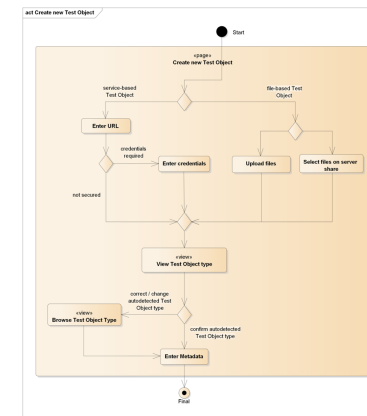 act Create new Test Object
Start
«page»
Create new Test Object
service-based
Test Object
file-based Test
Object
Enter URL
credentials
required
Enter credentials
Upload files
Select files on server
share
not secured
«view»
View Test Object type
correct / change
autodetected Test
Object type
«view»
Browse Test Object Type
confirm autodetected
Test Object type
Enter Metadata
Final